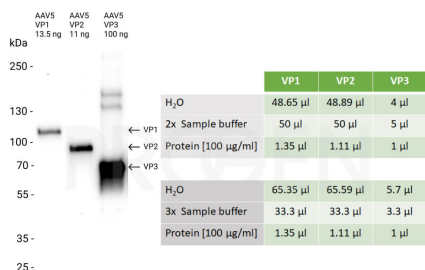 AAV5 VP1 13.5 ng
AAV5 VP2 11 ng
AAV5 VP3 100 ng
kDa
250 -
130 -
100 -
70 -
55 -
35 -
25 -
← VP1
← VP2
← VP3
VP1 VP2 VP3
H₂O 48.65 µl 48.89 µl 4 µl
2x Sample buffer 50 µl 50 µl 5 µl
Protein [100 µg/ml] 1.35 µl 1.11 µl 1 µl
H₂O 65.35 µl 65.59 µl 5.7 µl
3x Sample buffer 33.3 µl 33.3 µl 3.3 µl
Protein [100 µg/ml] 1.35 µl 1.11 µl 1 µl